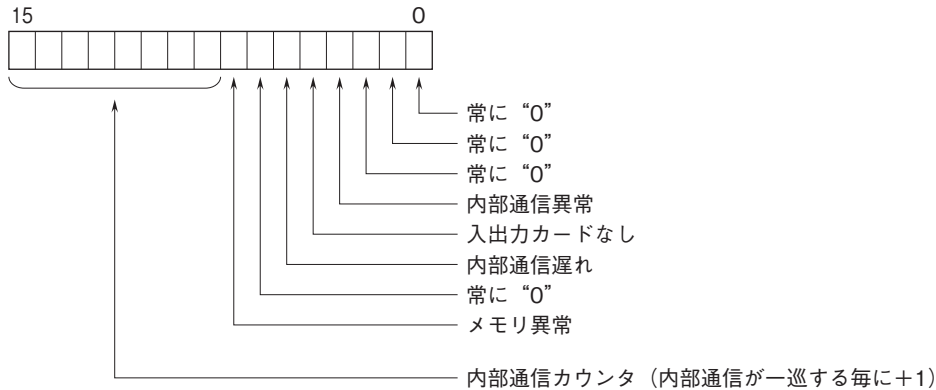 15 0
常に“0”
常に“0”
常に“0”
内部通信異常
入出力カードなし
内部通信遅れ
常に“0”
メモリ異常
内部通信カウンタ（内部通信が一巡する毎に＋1）